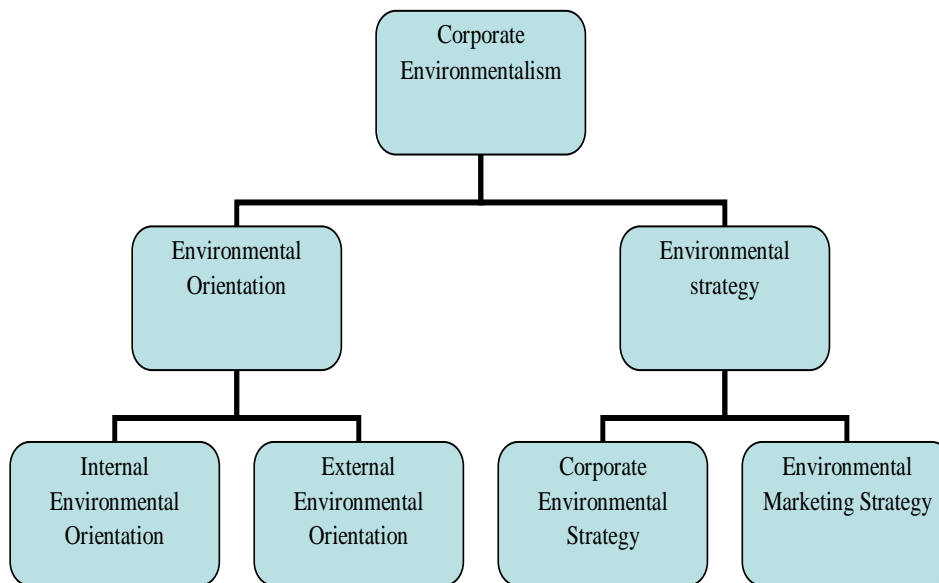 Corporate
Environmentalism
Environmental
Orientation
Environmental
strategy
Internal
Environmental
Orientation
External
Environmental
Orientation
Corporate
Environmental
Strategy
Environmental
Marketing Strategy